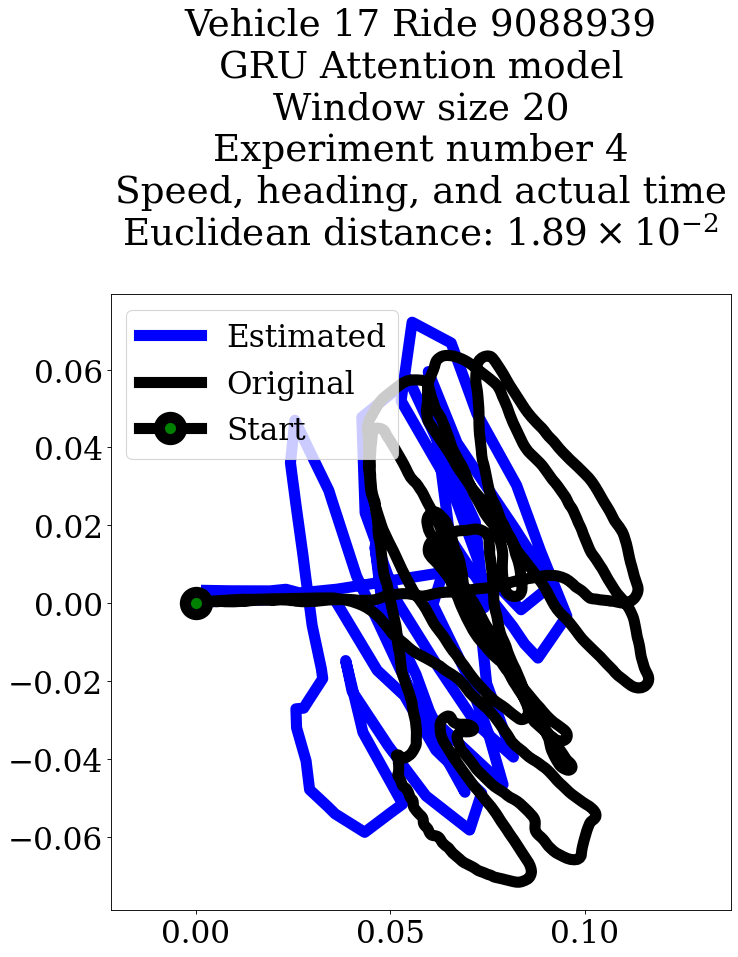 Vehicle 17 Ride 9088939
GRU Attention model
Window size 20
Experiment number 4
Speed, heading, and actual time
Euclidean distance: 1.89 × 10⁻²
Estimated
Original
Start
0.06
0.04
0.02
0.00
−0.02
−0.04
−0.06
0.00 0.05 0.10